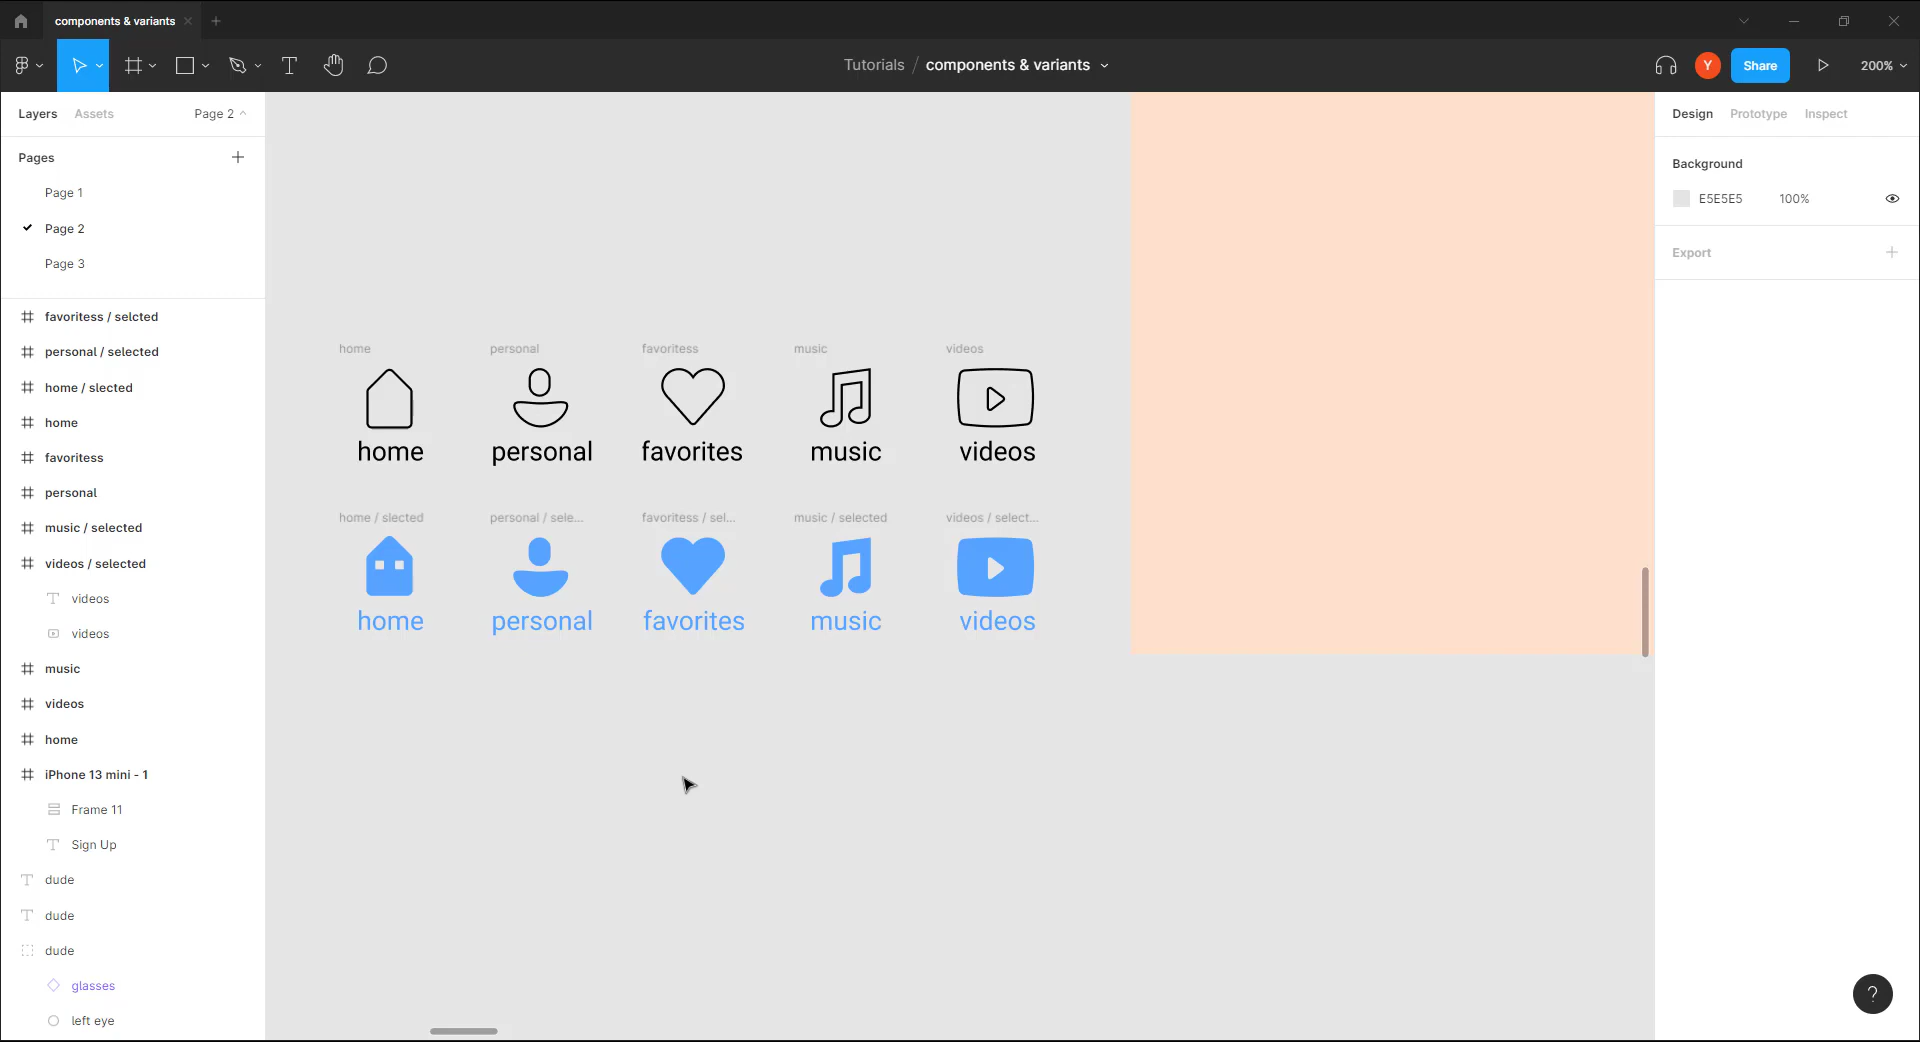 components & variants
Tutorials / components & variants
Y
Share
200%
Layers
Assets
Page 2
Pages
Page 1
Page 2
Page 3
favoritess / selcted
personal / selected
home / slected
home
favoritess
personal
music / selected
videos / selected
videos
videos
music
videos
home
iPhone 13 mini - 1
Frame 11
Sign Up
dude
dude
dude
glasses
left eye
home
personal
favoritess
music
videos
home
personal
favorites
music
videos
home / slected
personal / sele...
favoritess / sel...
music / selected
videos / select...
home
personal
favorites
music
videos
Design
Prototype
Inspect
Background
E5E5E5
100%
Export
?